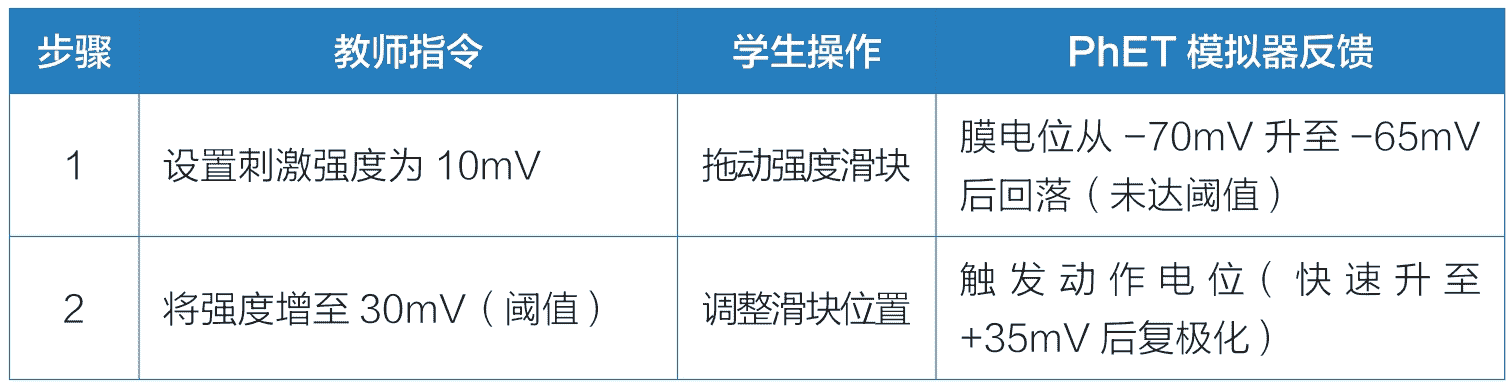 步骤 教师指令 学生操作 PhET 模拟器反馈
1 设置刺激强度为 10mV 拖动强度滑块 膜电位从 -70mV 升至 -65mV
后回落（未达阈值）
2 将强度增至 30mV（阈值） 调整滑块位置 触发动作电位（快速升至
+35mV 后复极化）